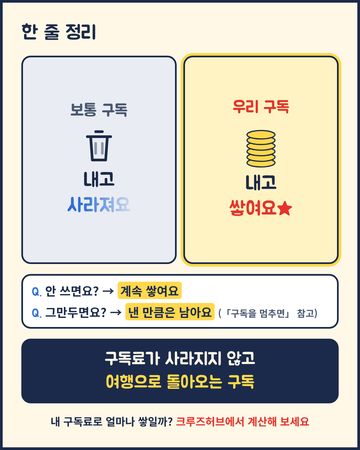 한 줄 정리
보통 구독
내고
사라져요
우리 구독
내고
쌓여요★
Q. 안 쓰면요? → 계속 쌓여요
Q. 그만두면요? → 낸 만큼은 남아요 (「구독을 멈추면」 참고)
구독료가 사라지지 않고
여행으로 돌아오는 구독
내 구독료로 얼마나 쌓일까? 크루즈허브에서 계산해 보세요